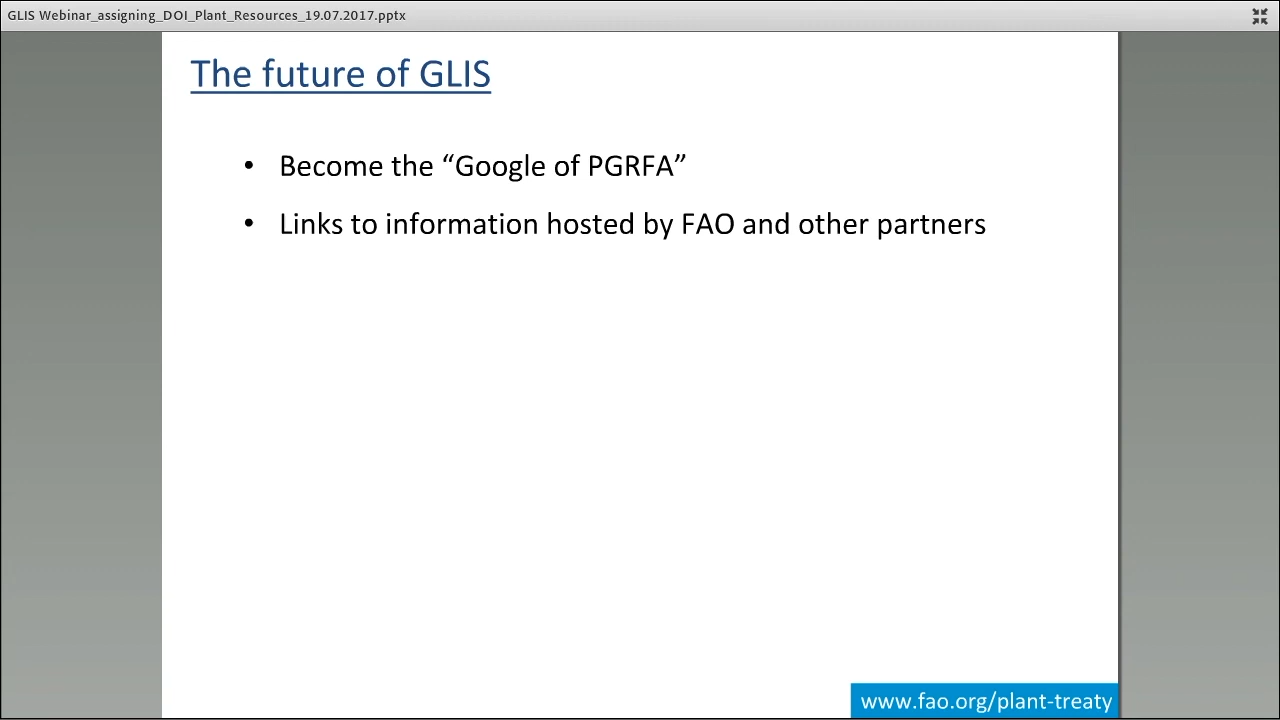 GLIS Webinar_assigning_DOI_Plant_Resources_19.07.2017.pptx
The future of GLIS
• Become the “Google of PGRFA”
• Links to information hosted by FAO and other partners
www.fao.org/plant-treaty